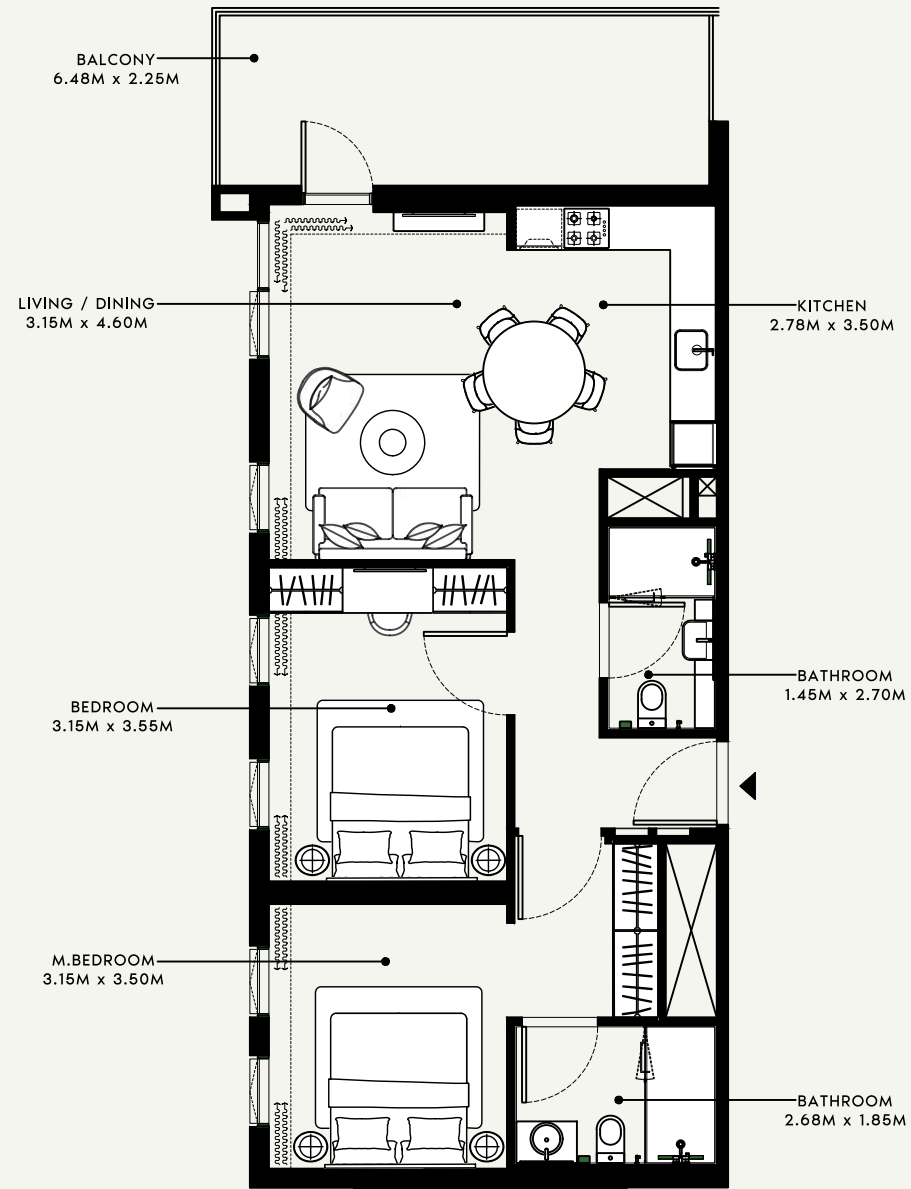 BALCONY
6.48M x 2.25M
LIVING / DINING
3.15M x 4.60M
KITCHEN
2.78M x 3.50M
BATHROOM
1.45M x 2.70M
BEDROOM
3.15M x 3.55M
M.BEDROOM
3.15M x 3.50M
BATHROOM
2.68M x 1.85M